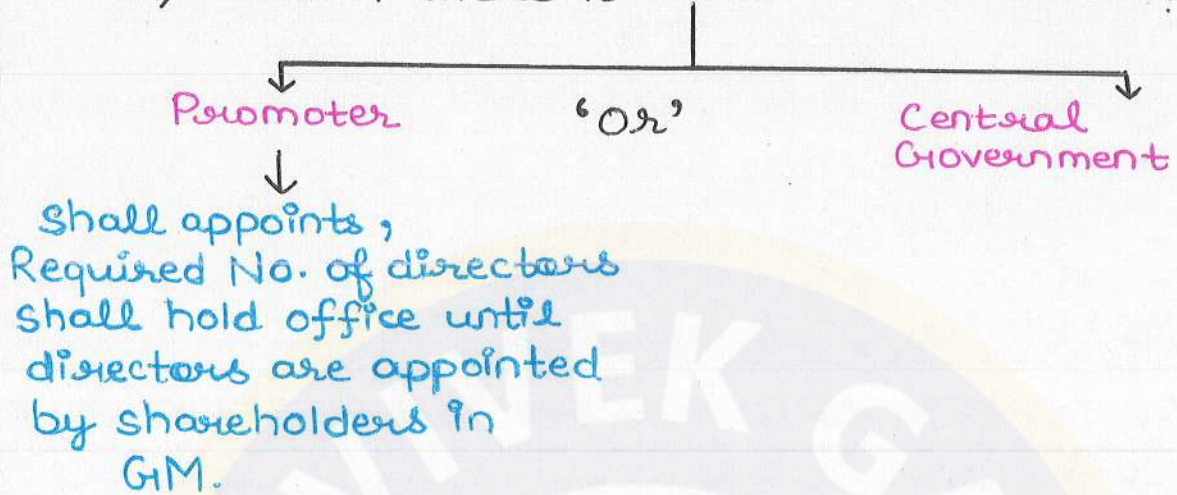 Promoter 'Or' Central
Government
Shall appoints,
Required No. of directors
shall hold office until
directors are appointed
by shareholders in
GM.
VIVEK G